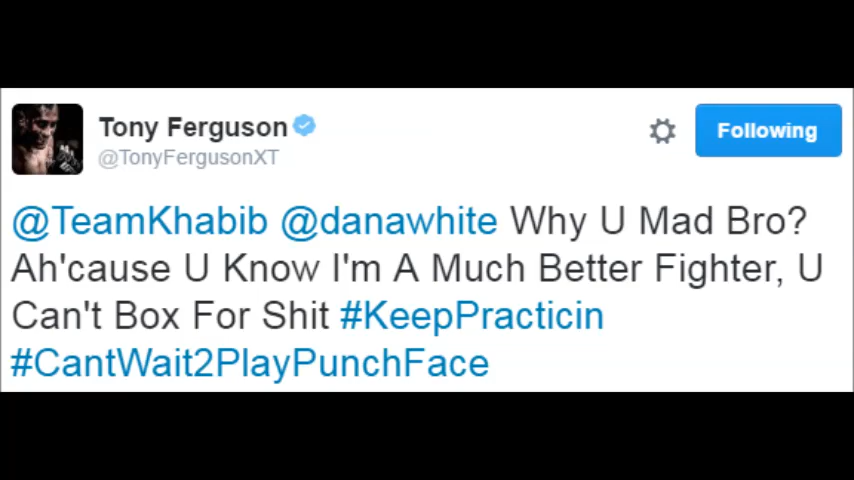 Tony Ferguson
@TonyFergusonXT
Following
@TeamKhabib @danawhite Why U Mad Bro?
Ah'cause U Know I'm A Much Better Fighter, U
Can't Box For Shit #KeepPracticin
#CantWait2PlayPunchFace